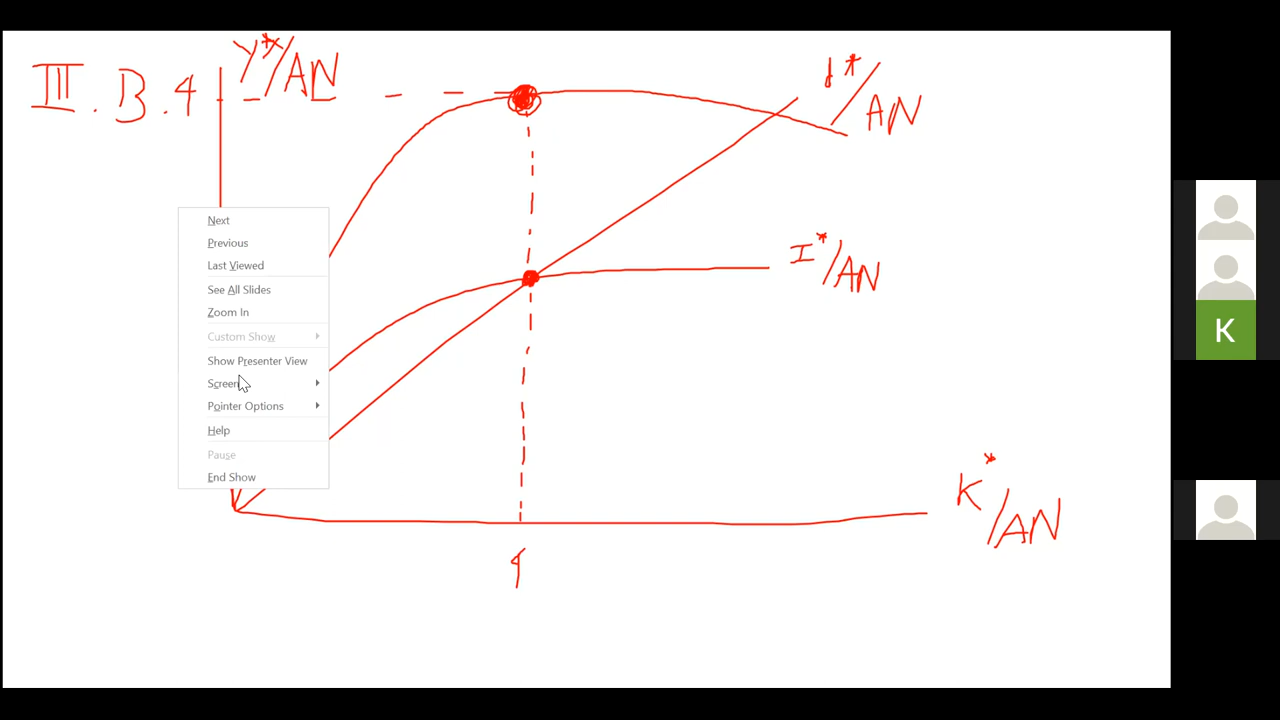 III.B.4
Y*/AN
d*/AN
I*/AN
K*/AN
9
Next
Previous
Last Viewed
See All Slides
Zoom In
Custom Show
Show Presenter View
Screen
Pointer Options
Help
Pause
End Show
K